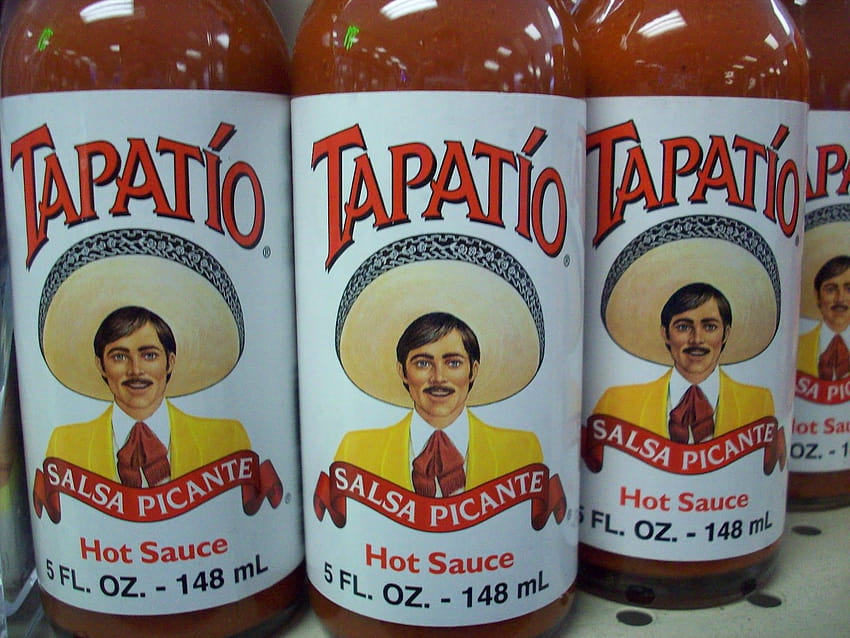 TAPATÍO
®
SALSA PICANTE
®
Hot Sauce
5 FL. OZ. - 148 mL
TAPATÍO
®
SALSA PICANTE
®
Hot Sauce
5 FL. OZ. - 148 mL
TAPATÍO
SALSA PICANTE
Hot Sauce
5 FL. OZ. - 148 mL